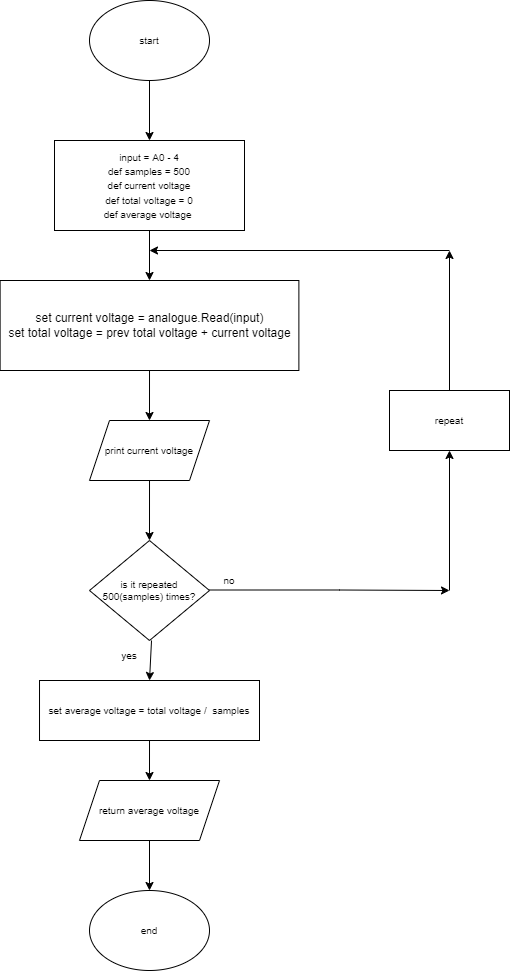 start
input = A0 - 4
def samples = 500
def current voltage
def total voltage = 0
def average voltage
set current voltage = analogue.Read(input)
set total voltage = prev total voltage + current voltage
repeat
print current voltage
is it repeated
500(samples) times?
no
yes
set average voltage = total voltage / samples
return average voltage
end